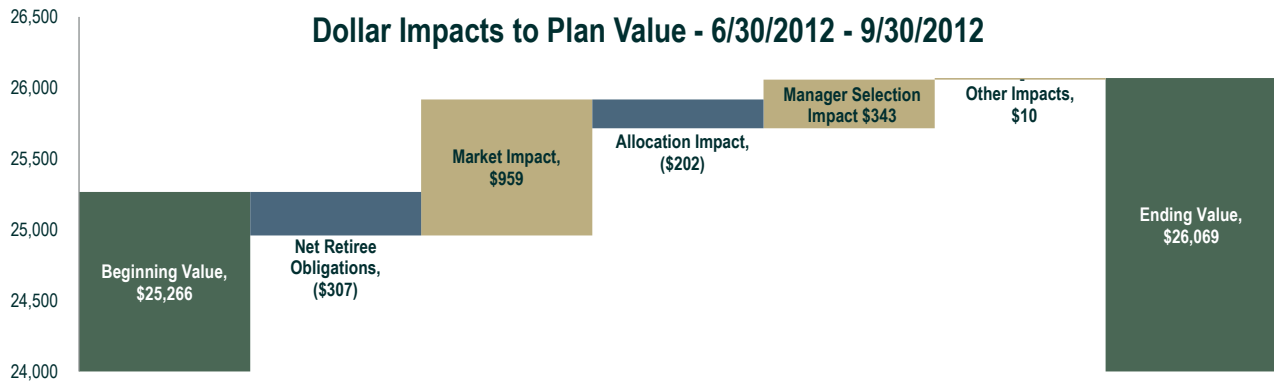 Dollar Impacts to Plan Value - 6/30/2012 - 9/30/2012
26,500
26,000
25,500
25,000
24,500
24,000
Beginning Value,
$25,266
Net Retiree
Obligations,
($307)
Market Impact,
$959
Allocation Impact,
($202)
Manager Selection
Impact $343
Other Impacts,
$10
Ending Value,
$26,069